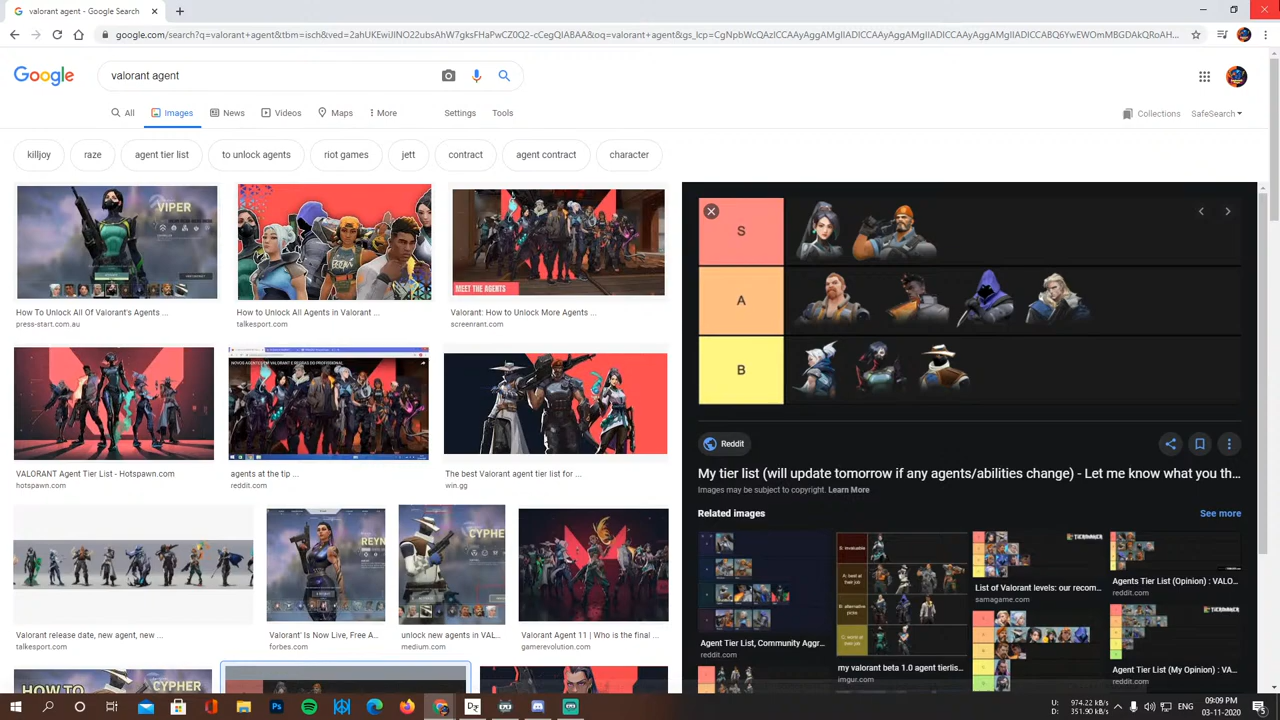 valorant agent - Google Search
google.com/search?q=valorant+agent&tbm=isch&ved=2ahUKEwiJlNO22ubsAhW7gksFHaPwCZ0Q2-cCegQIABAA&oq=valorant+agent&gs_lcp=CgNpbWcQAzICCAAyAggAMgIIADICCAAyAggAMgIIADICCABQ6YwEWOmMBGDAkQRoAH...
Google
valorant agent
All
Images
News
Videos
Maps
More
Settings
Tools
Collections
SafeSearch
killjoy
raze
agent tier list
to unlock agents
riot games
jett
contract
agent contract
character
VIPER
MEET THE AGENTS
How To Unlock All Of Valorant's Agents ...
press-start.com.au
How to Unlock All Agents in Valorant ...
talkesport.com
Valorant: How to Unlock More Agents ...
screenrant.com
VALORANT Agent Tier List - Hotspawn.com
hotspawn.com
agents at the tip ...
reddit.com
The best Valorant agent tier list for ...
win.gg
REYN
CYPHE
Valorant release date, new agent, new ...
talkesport.com
Valorant' Is Now Live, Free A...
forbes.com
unlock new agents in VAL...
medium.com
Valorant Agent 11 | Who is the final ...
gamerevolution.com
HOW TO
CYPHER
S
A
B
Reddit
My tier list (will update tomorrow if any agents/abilities change) - Let me know what you th...
Images may be subject to copyright. Learn More
Related images
See more
Agent Tier List, Community Aggr...
reddit.com
my valorant beta 1.0 agent tierlis...
imgur.com
List of Valorant levels: our recom...
samagame.com
Agents Tier List (Opinion) : VALO...
reddit.com
Agent Tier List (My Opinion) : VA...
reddit.com
U: 974.22 kB/s
D: 351.90 kB/s
ENG
09:09 PM
03-11-2020